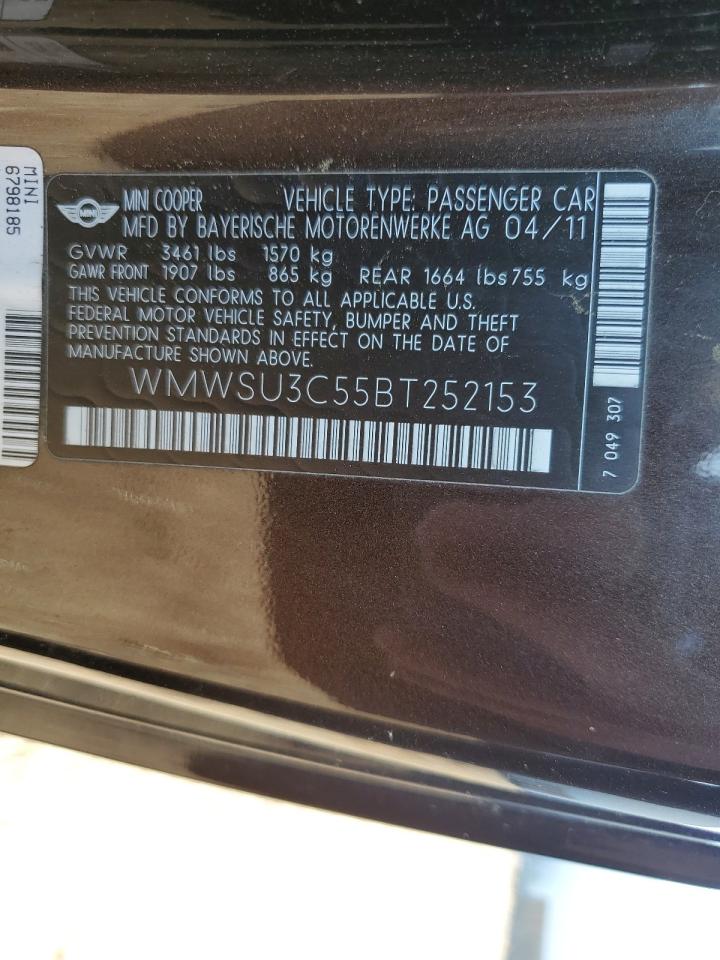 MINI COOPER VEHICLE TYPE: PASSENGER CAR
MFD BY BAYERISCHE MOTORENWERKE AG 04/11
GVWR 3461 lbs 1570 kg
GAWR FRONT 1907 lbs 865 kg REAR 1664 lbs 755 kg
THIS VEHICLE CONFORMS TO ALL APPLICABLE U.S.
FEDERAL MOTOR VEHICLE SAFETY, BUMPER AND THEFT
PREVENTION STANDARDS IN EFFECT ON THE DATE OF
MANUFACTURE SHOWN ABOVE.
WMWSU3C55BT252153
7 049 307
MINI
6798185
MINI